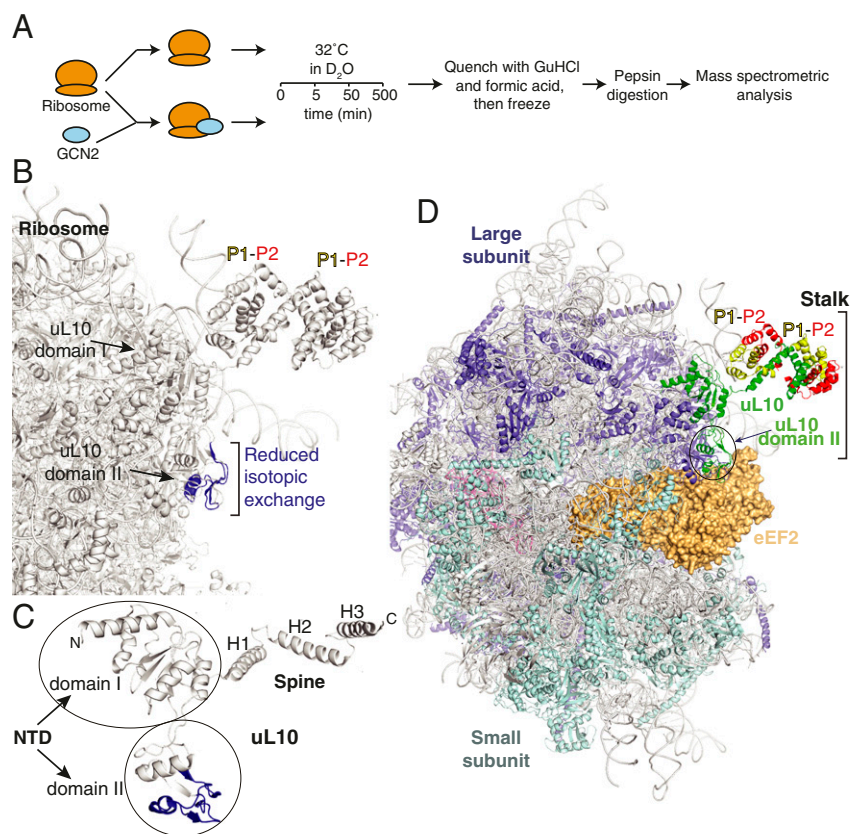 A
Ribosome
GCN2
32˚C
in D2O
0 5 50 500
time (min)
Quench with GuHCl
and formic acid,
then freeze
Pepsin
digestion
Mass spectrometric
analysis
B
Ribosome
P1-P2 P1-P2
uL10
domain I
uL10
domain II
Reduced
isotopic
exchange
C
N
H1 H2 H3 C
domain I
Spine
NTD
uL10
domain II
D
Large
subunit
Stalk
P1-P2 P1-P2
uL10
uL10
domain II
eEF2
Small
subunit